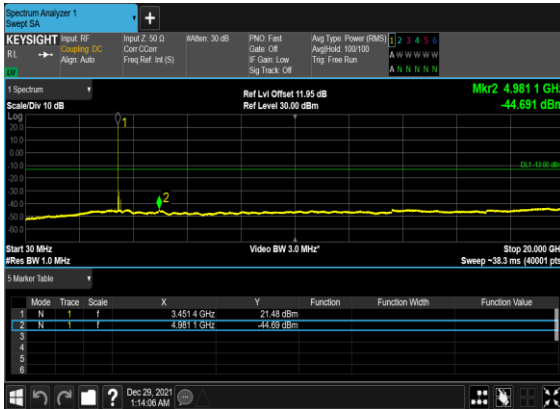 Spectrum Analyzer 1
Swept SA
+
KEYSIGHT
RL
Input: RF
Coupling: DC
Align: Auto
Input Z: 50 Ω
Corr CCorr
Freq Ref: Int (S)
#Atten: 30 dB
PNO: Fast
Gate: Off
IF Gain: Low
Sig Track: Off
Avg Type: Power (RMS)
Avg|Hold: 100/100
Trig: Free Run
1 2 3 4 5 6
A W W W W W
A N N N N N
1 Spectrum
Scale/Div 10 dB
Ref Lvl Offset 11.95 dB
Ref Level 30.00 dBm
Mkr2 4.981 1 GHz
-44.691 dBm
Log
20.0
10.0
0.00
-10.0
-20.0
-30.0
-40.0
-50.0
-60.0
1
2
DL1 -13.00 dBm
Start 30 MHz
#Res BW 1.0 MHz
Video BW 3.0 MHz*
Stop 20.000 GHz
Sweep ~38.3 ms (40001 pts)
5 Marker Table
Mode Trace Scale X Y Function Function Width Function Value
1 N 1 f 3.451 4 GHz 21.48 dBm
2 N 1 f 4.981 1 GHz -44.69 dBm
3
4
5
6
?
Dec 29, 2021
1:14:06 AM